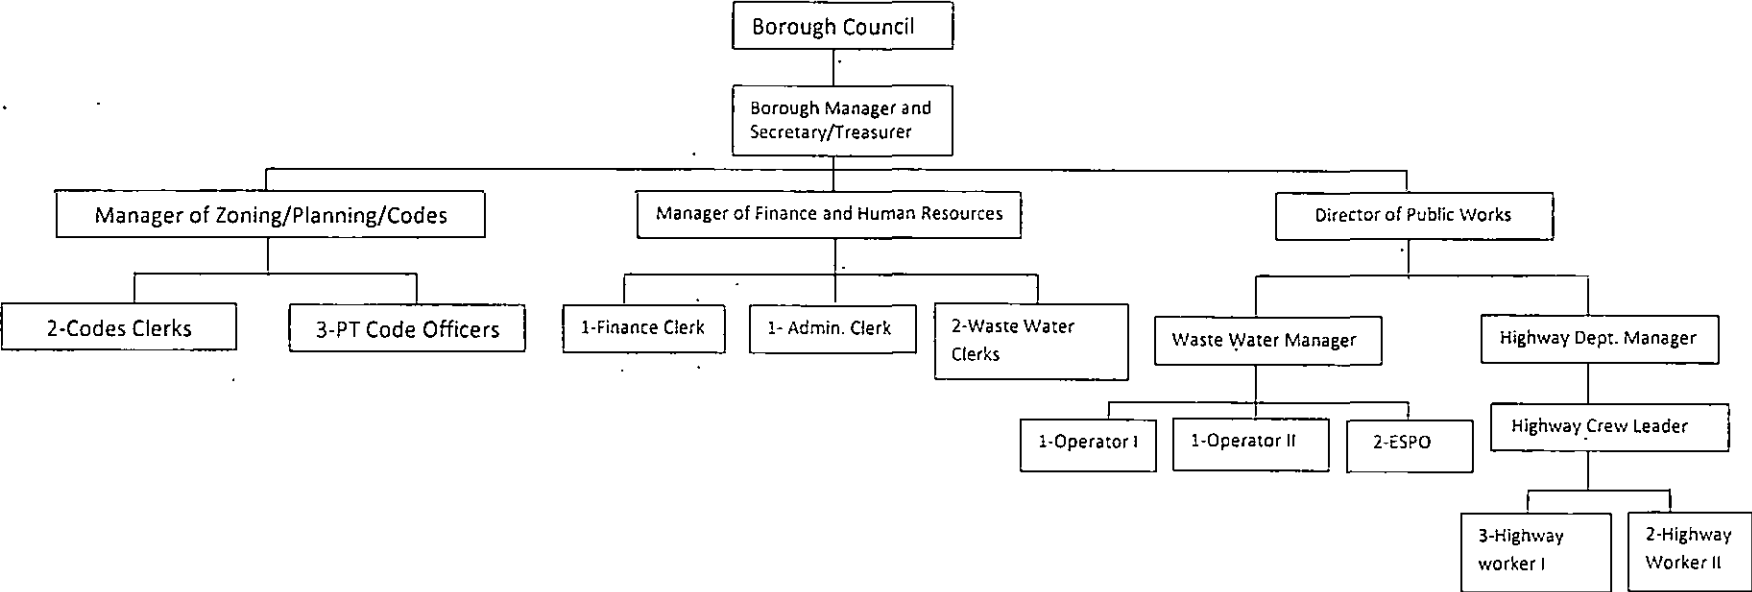 Borough Council
Borough Manager and
Secretary/Treasurer
Manager of Zoning/Planning/Codes
Manager of Finance and Human Resources
Director of Public Works
2-Codes Clerks
3-PT Code Officers
1-Finance Clerk
1- Admin. Clerk
2-Waste Water
Clerks
Waste Water Manager
Highway Dept. Manager
1-Operator I
1-Operator II
2-ESPO
Highway Crew Leader
3-Highway
worker I
2-Highway
Worker II